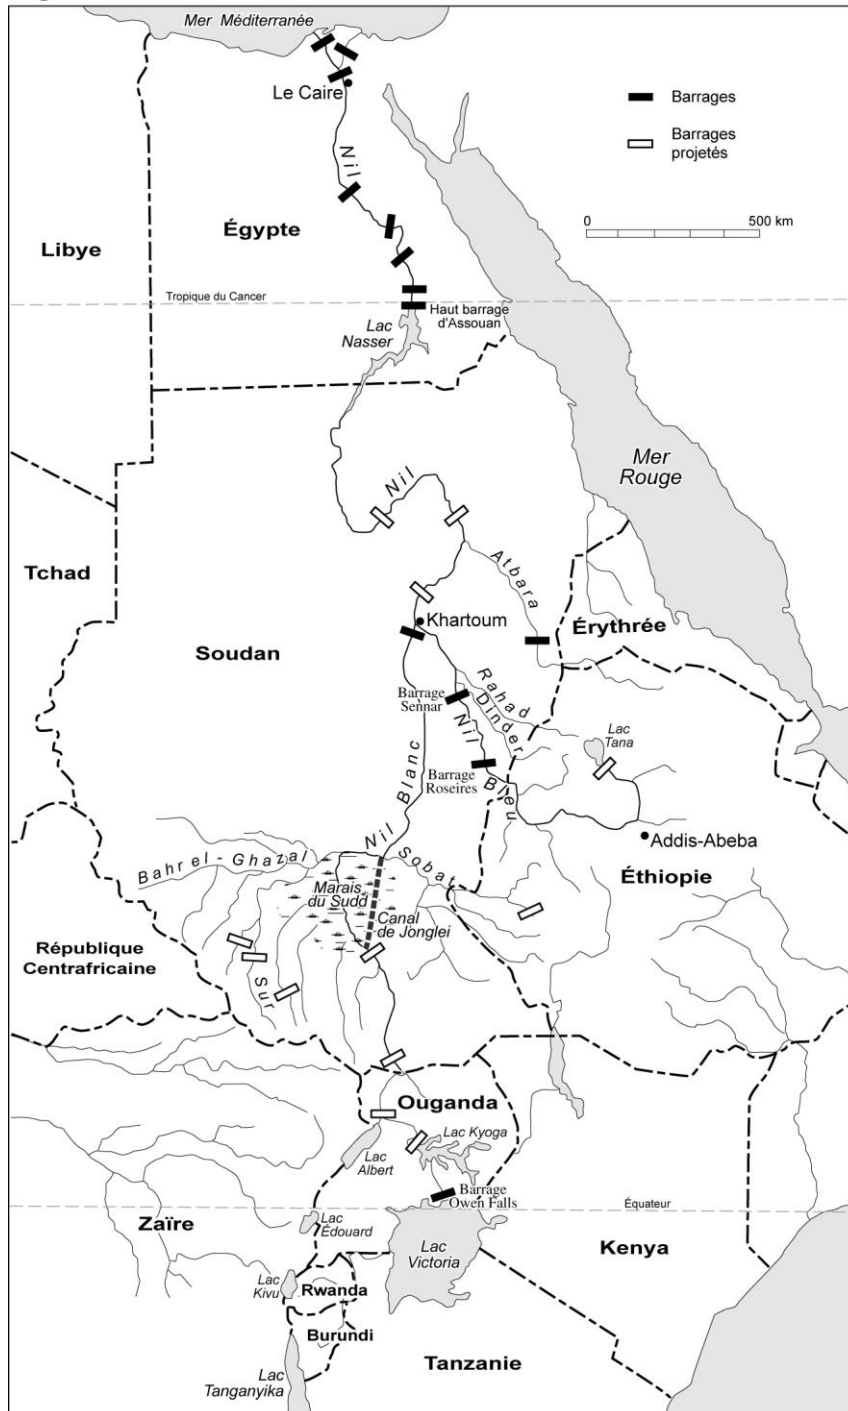 Mer Méditerranée
Le Caire
Barrages
Barrages
projetés
Nil
0
500 km
Égypte
Libye
Tropique du Cancer
Haut barrage
d'Assouan
Lac
Nasser
Mer
Rouge
Nil
Tchad
Atbara
Khartoum
Érythrée
Soudan
Rahad
Barrage
Sennar
Dinder
Nil
Bleu
Lac
Tana
Barrage
Roseires
Nil Blanc
Addis-Abeba
Sobat
Bahrel-Ghazal
Éthiopie
Marais
du Sudd
Canal
de Jonglei
République
Centrafricaine
Sur
Ouganda
Lac Kyoga
Lac
Albert
Barrage
Owen Falls
Équateur
Zaïre
Lac
Édouard
Kenya
Lac
Victoria
Lac
Kivu
Rwanda
Burundi
Tanzanie
Lac
Tanganyika